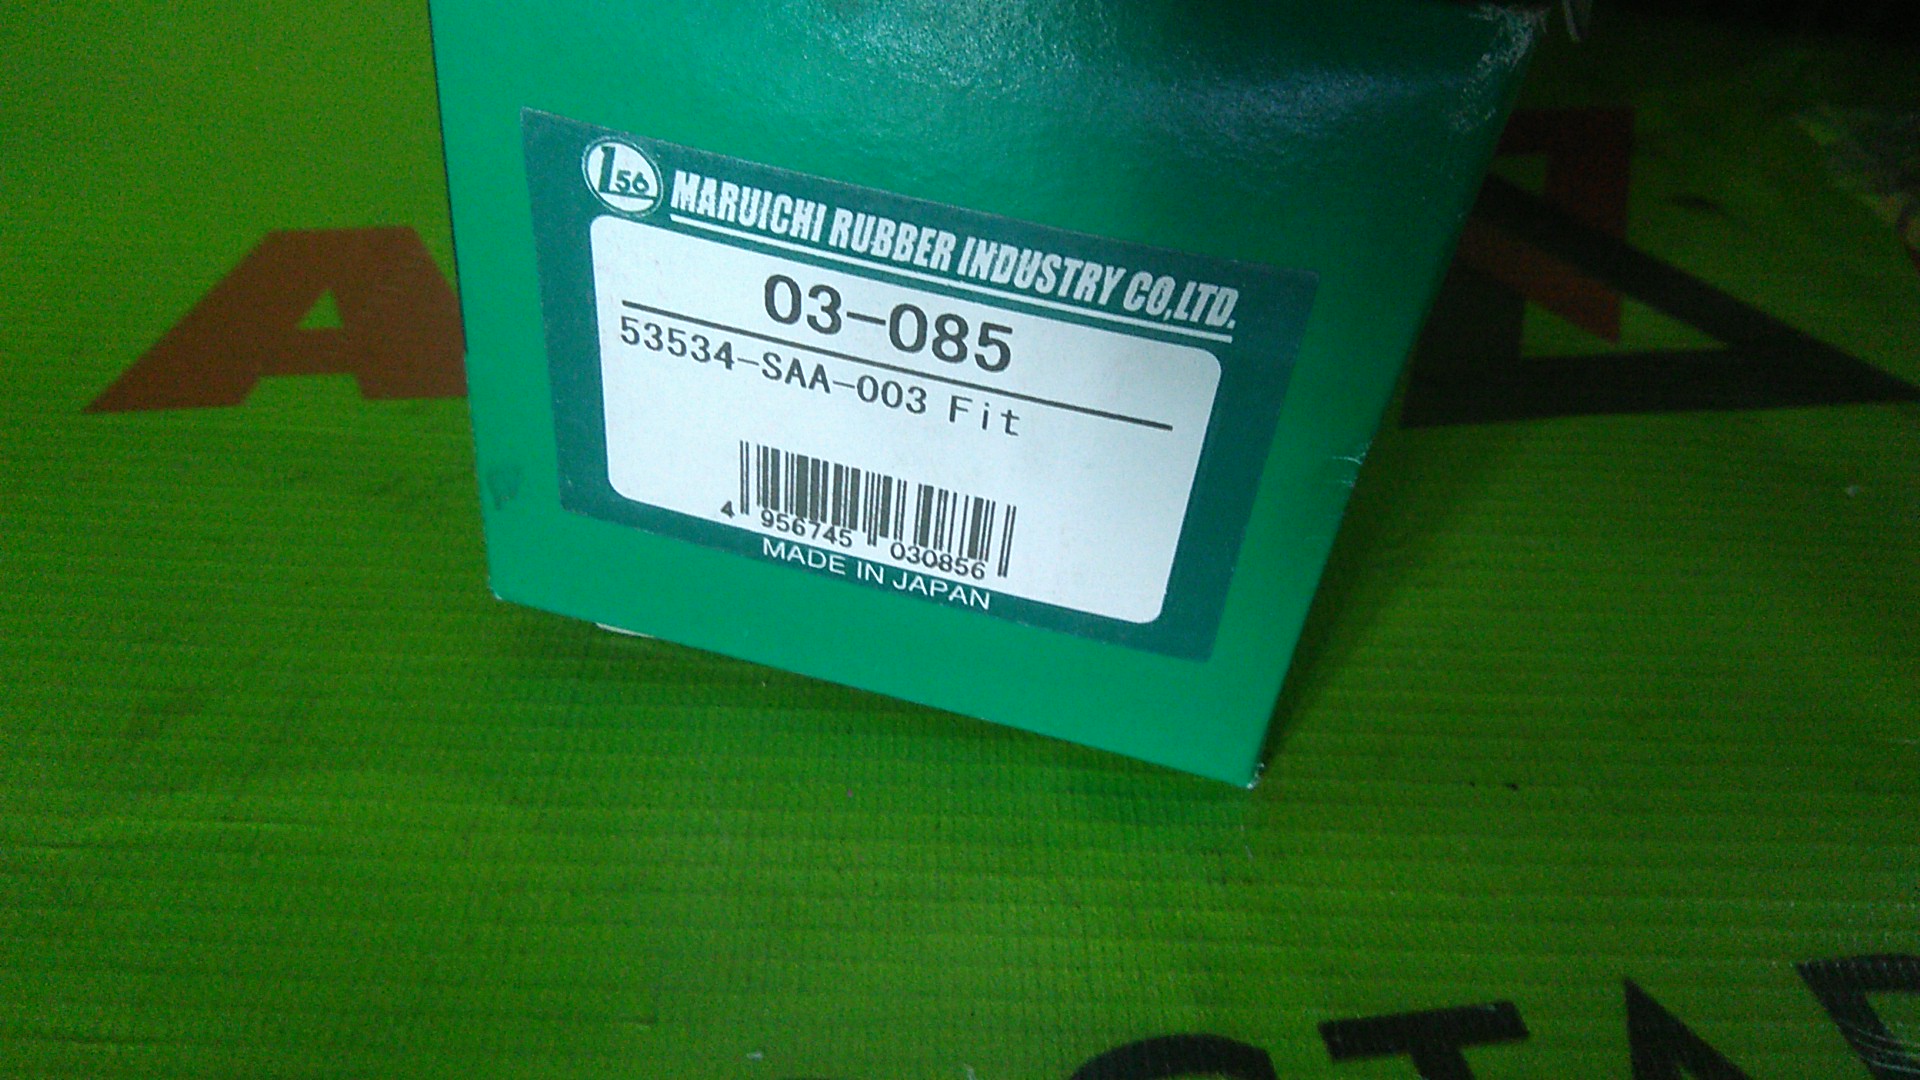 156 MARUICHI RUBBER INDUSTRY CO,LTD.
03-085
53534-SAA-003 Fit
4 956745 030856
MADE IN JAPAN